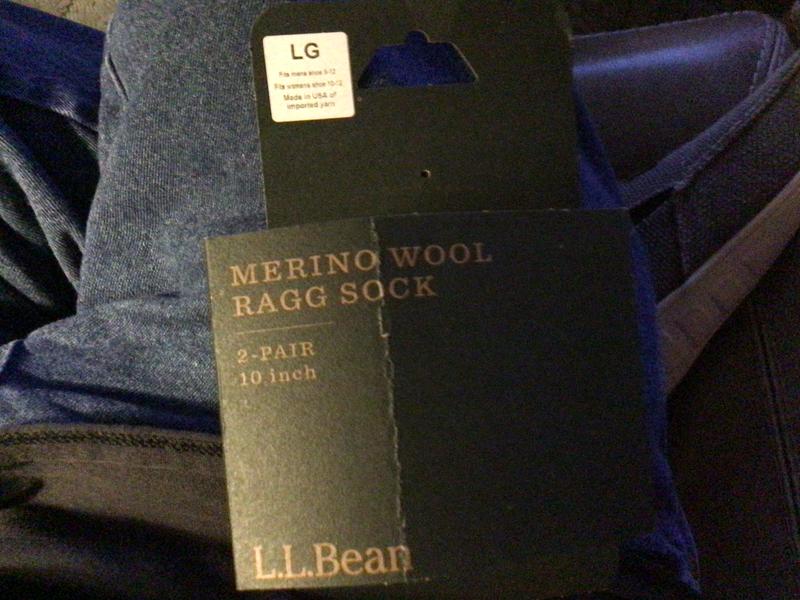 LG
Fits mens shoe 9-12
Fits womens shoe 10-12
Made in USA of
imported yarn
MERINO WOOL
RAGG SOCK
2-PAIR
10 inch
L.L.Bean